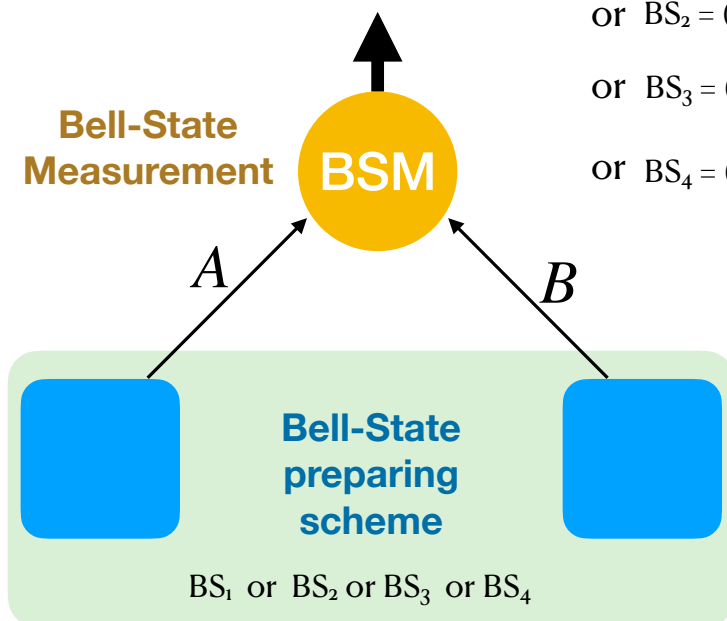 or BS₂ = (
or BS₃ = (
or BS₄ = (
Bell-State
Measurement
BSM
A
B
Bell-State
preparing
scheme
BS₁ or BS₂ or BS₃ or BS₄